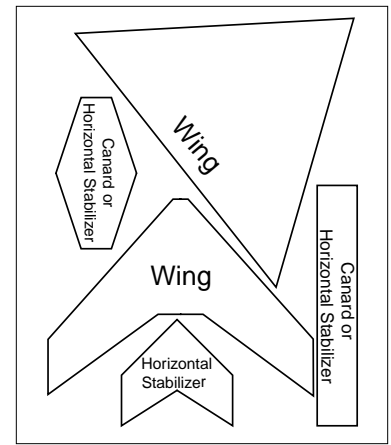 Wing
Canard or
Horizontal Stabilizer
Wing
Canard or
Horizontal Stabilizer
Horizontal
Stabilizer